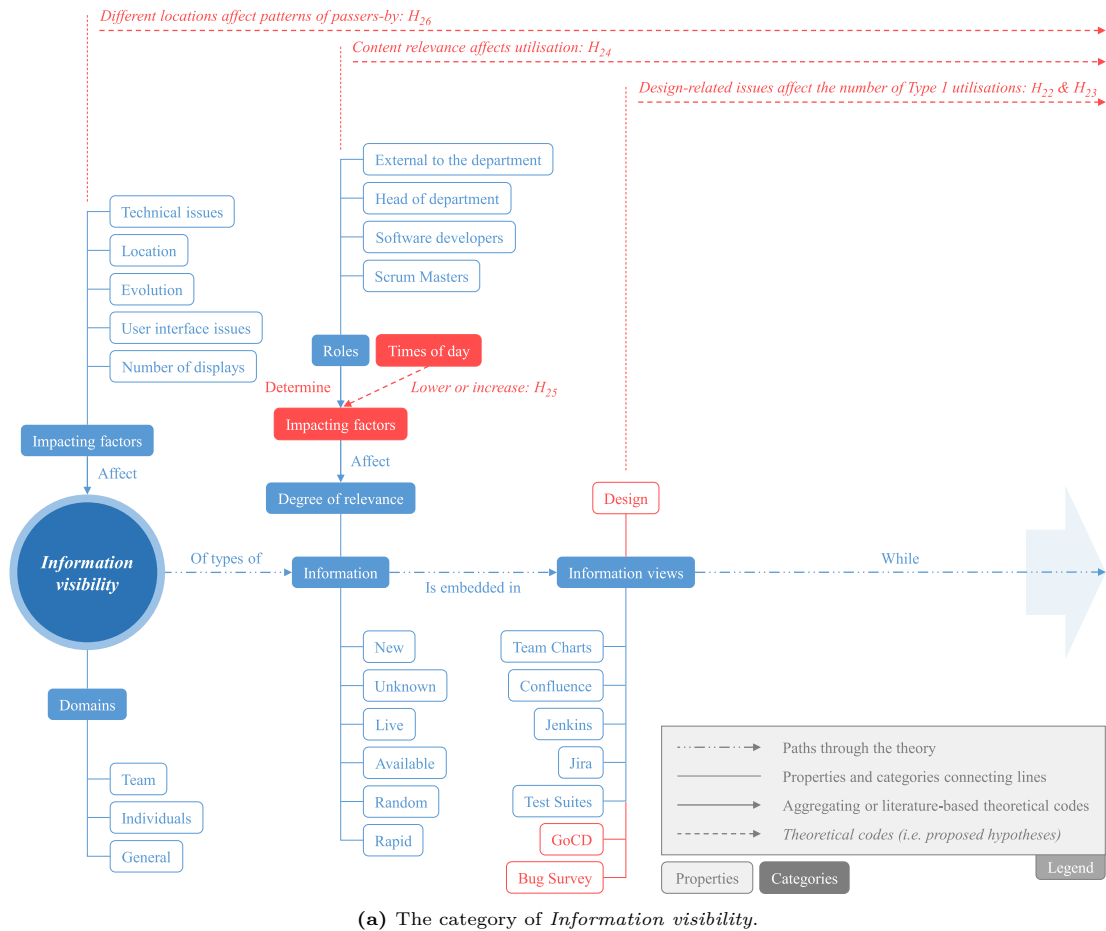 Different locations affect patterns of passers-by: H26
Content relevance affects utilisation: H24
Design-related issues affect the number of Type 1 utilisations: H22 & H23
External to the department
Head of department
Software developers
Scrum Masters
Technical issues
Location
Evolution
User interface issues
Number of displays
Roles
Times of day
Determine
Lower or increase: H25
Impacting factors
Impacting factors
Affect
Affect
Degree of relevance
Design
Information
visibility
Of types of
Information
Is embedded in
Information views
While
New
Unknown
Live
Available
Random
Rapid
Team Charts
Confluence
Jenkins
Jira
Test Suites
GoCD
Bug Survey
Domains
Team
Individuals
General
Paths through the theory
Properties and categories connecting lines
Aggregating or literature-based theoretical codes
Theoretical codes (i.e. proposed hypotheses)
Legend
Properties
Categories
(a) The category of Information visibility.